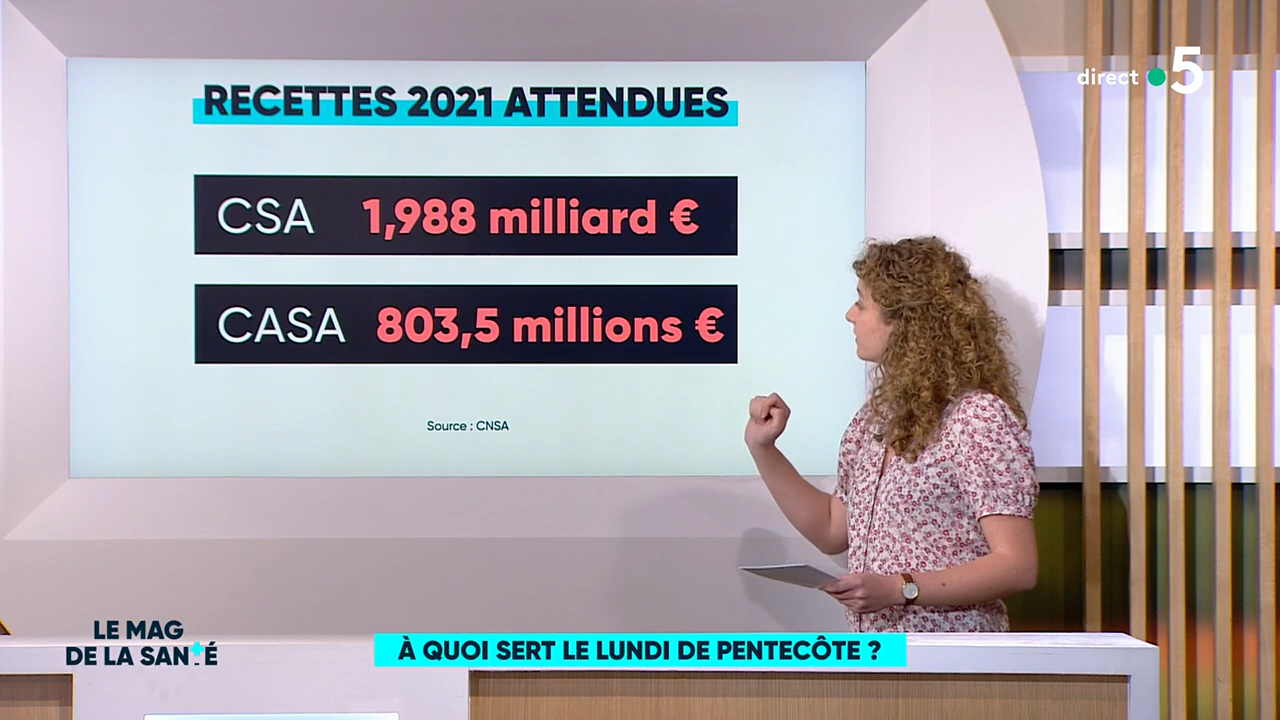 direct 5
RECETTES 2021 ATTENDUES
CSA 1,988 milliard €
CASA 803,5 millions €
Source : CNSA
LE MAG
DE LA SANTÉ
À QUOI SERT LE LUNDI DE PENTECÔTE ?